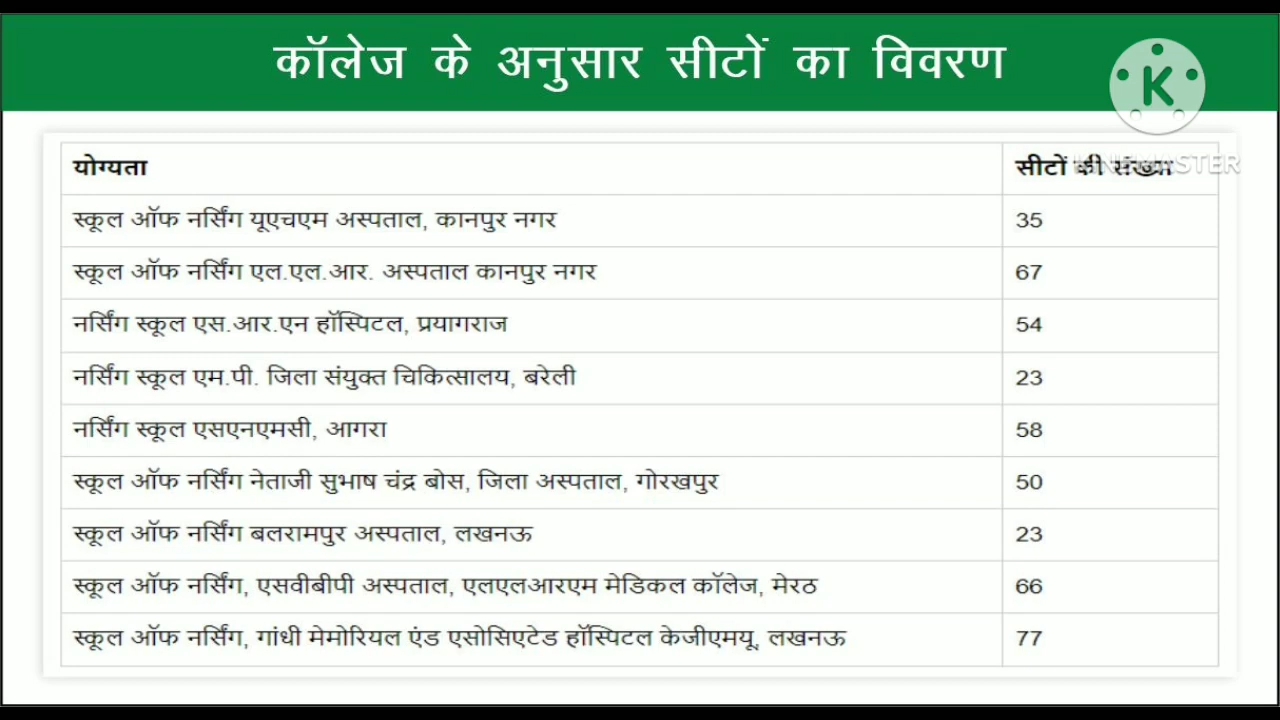 कॉलेज के अनुसार सीटों का विवरण
K
KINEMASTER
योग्यता सीटों की संख्या
स्कूल ऑफ नर्सिंग यूएचएम अस्पताल, कानपुर नगर 35
स्कूल ऑफ नर्सिंग एल.एल.आर. अस्पताल कानपुर नगर 67
नर्सिंग स्कूल एस.आर.एन हॉस्पिटल, प्रयागराज 54
नर्सिंग स्कूल एम.पी. जिला संयुक्त चिकित्सालय, बरेली 23
नर्सिंग स्कूल एसएनएमसी, आगरा 58
स्कूल ऑफ नर्सिंग नेताजी सुभाष चंद्र बोस, जिला अस्पताल, गोरखपुर 50
स्कूल ऑफ नर्सिंग बलरामपुर अस्पताल, लखनऊ 23
स्कूल ऑफ नर्सिंग, एसवीबीपी अस्पताल, एलएलआरएम मेडिकल कॉलेज, मेरठ 66
स्कूल ऑफ नर्सिंग, गांधी मेमोरियल एंड एसोसिएटेड हॉस्पिटल केजीएमयू, लखनऊ 77